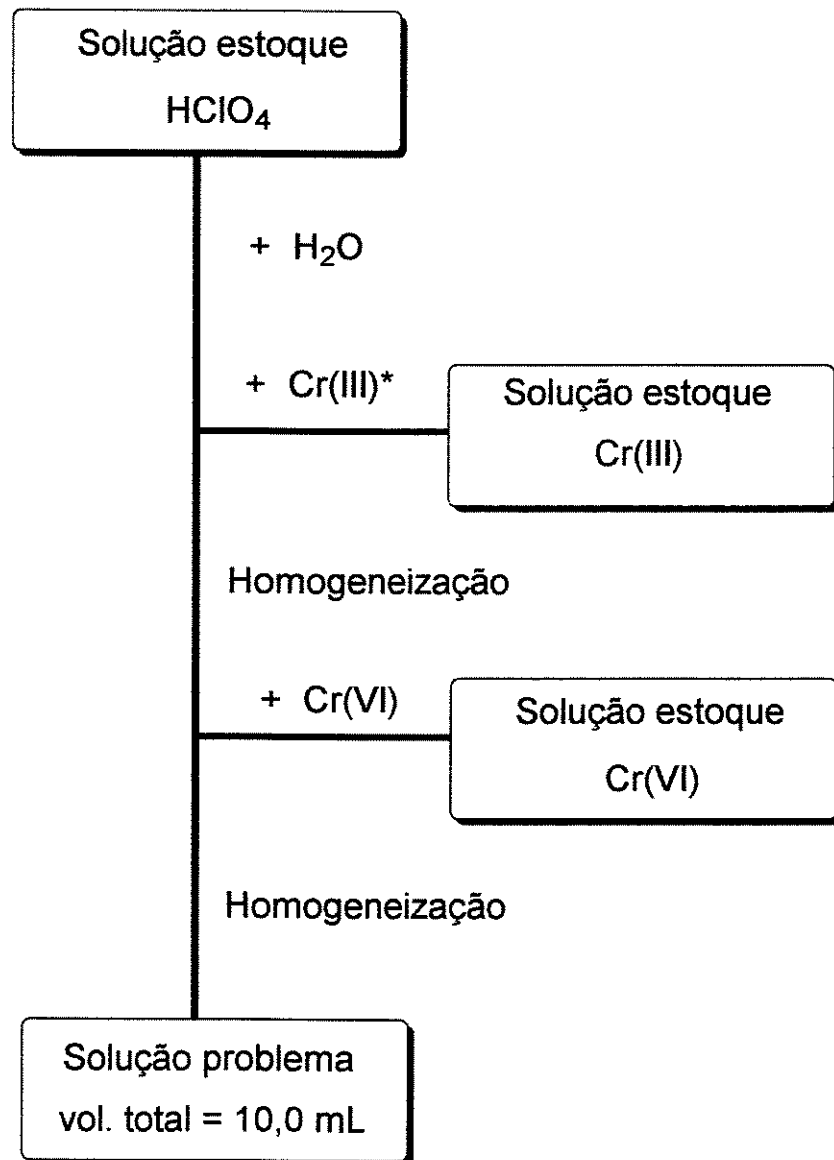 Solução estoque
HClO₄
+ H₂O
+ Cr(III)*
Solução estoque
Cr(III)
Homogeneização
+ Cr(VI)
Solução estoque
Cr(VI)
Homogeneização
Solução problema
vol. total = 10,0 mL